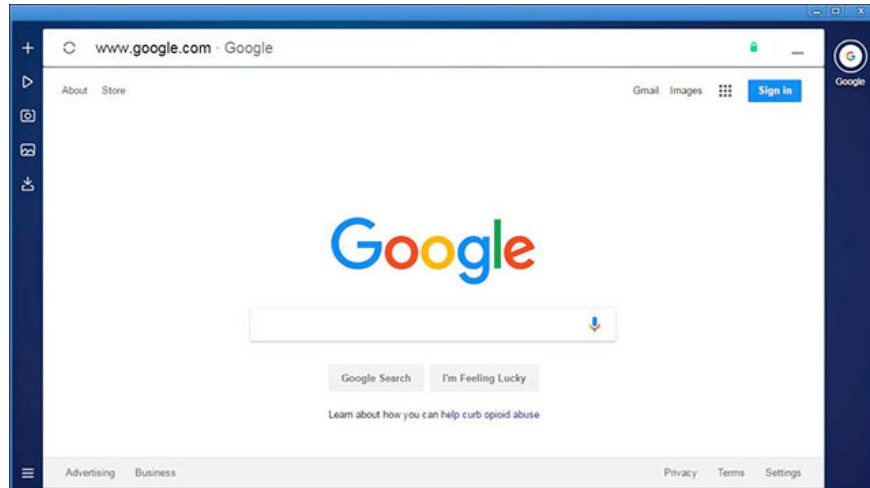 www.google.com · Google
Google
About Store Gmail Images Sign in
Google
Google Search I'm Feeling Lucky
Learn about how you can help curb opioid abuse
Advertising Business Privacy Terms Settings